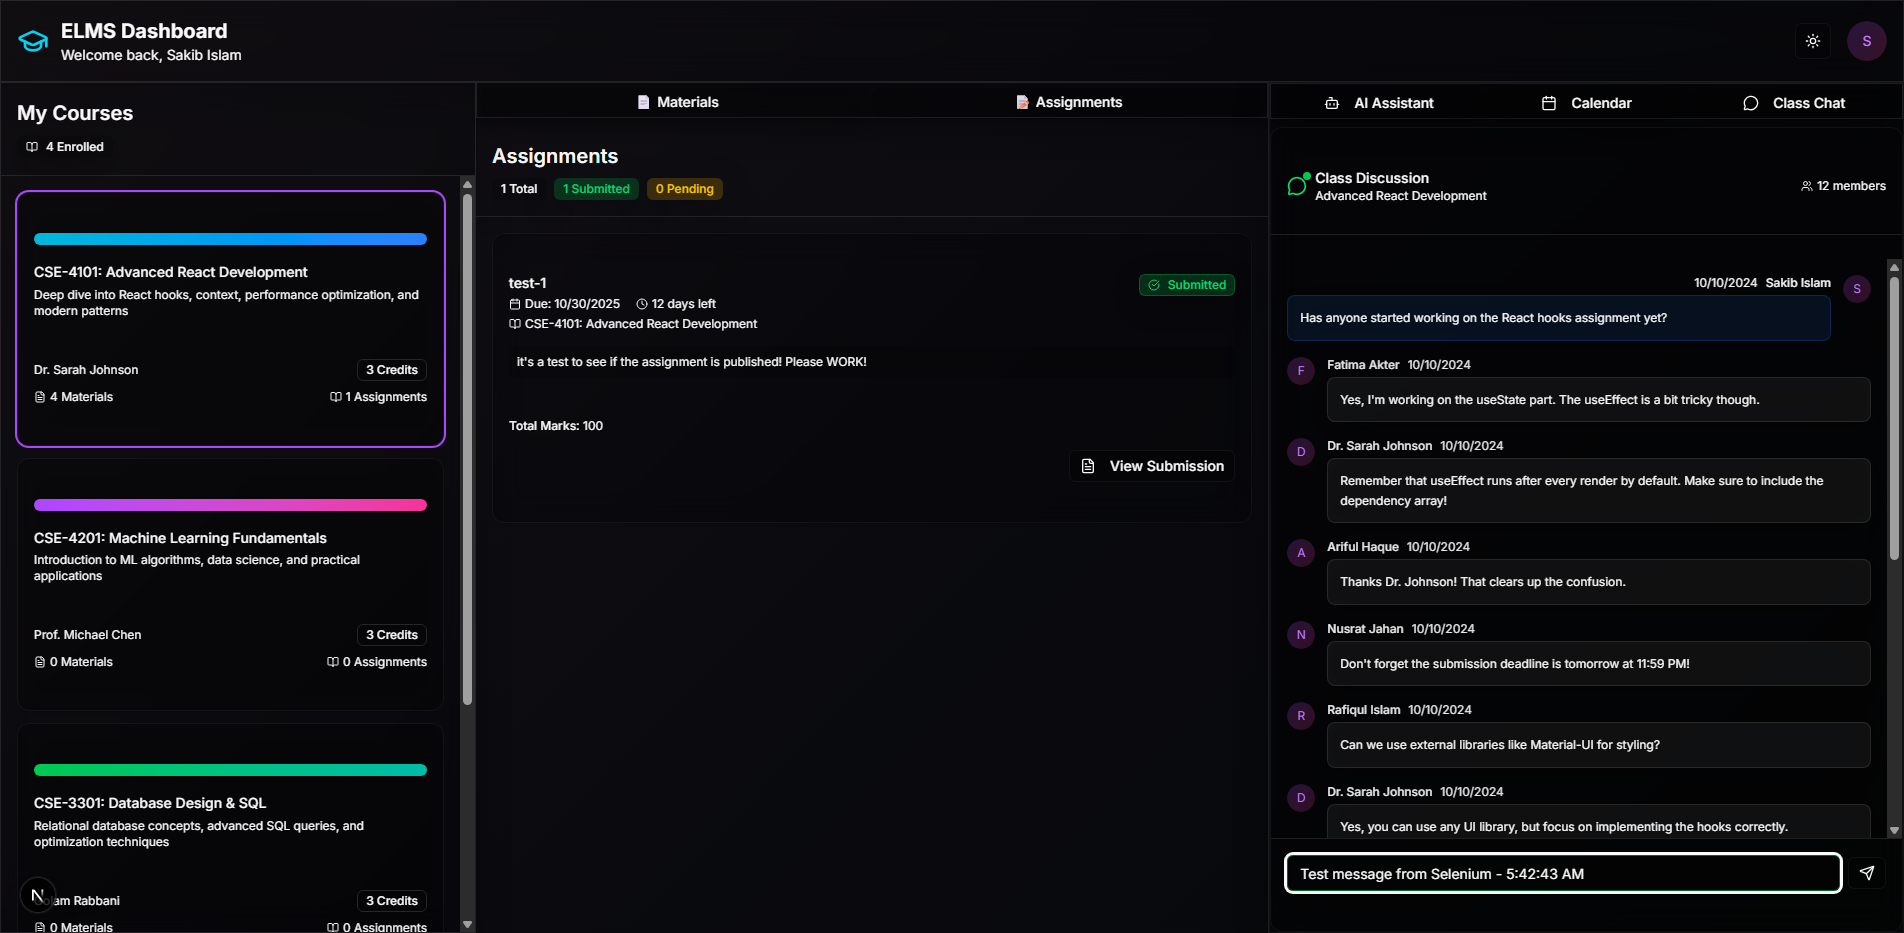 ELMS Dashboard
Welcome back, Sakib Islam
S
My Courses
4 Enrolled
CSE-4101: Advanced React Development
Deep dive into React hooks, context, performance optimization, and
modern patterns
Dr. Sarah Johnson
3 Credits
4 Materials
1 Assignments
CSE-4201: Machine Learning Fundamentals
Introduction to ML algorithms, data science, and practical
applications
Prof. Michael Chen
3 Credits
0 Materials
0 Assignments
CSE-3301: Database Design & SQL
Relational database concepts, advanced SQL queries, and
optimization techniques
N
Rabbani
3 Credits
0 Materials
0 Assignments
Materials
Assignments
Assignments
1 Total
1 Submitted
0 Pending
test-1
Submitted
Due: 10/30/2025
12 days left
CSE-4101: Advanced React Development
it's a test to see if the assignment is published! Please WORK!
Total Marks: 100
View Submission
AI Assistant
Calendar
Class Chat
Class Discussion
Advanced React Development
12 members
10/10/2024 Sakib Islam
S
Has anyone started working on the React hooks assignment yet?
F
Fatima Akter 10/10/2024
Yes, I'm working on the useState part. The useEffect is a bit tricky though.
D
Dr. Sarah Johnson 10/10/2024
Remember that useEffect runs after every render by default. Make sure to include the
dependency array!
A
Ariful Haque 10/10/2024
Thanks Dr. Johnson! That clears up the confusion.
N
Nusrat Jahan 10/10/2024
Don't forget the submission deadline is tomorrow at 11:59 PM!
R
Rafiqul Islam 10/10/2024
Can we use external libraries like Material-UI for styling?
D
Dr. Sarah Johnson 10/10/2024
Yes, you can use any UI library, but focus on implementing the hooks correctly.
Test message from Selenium - 5:42:43 AM